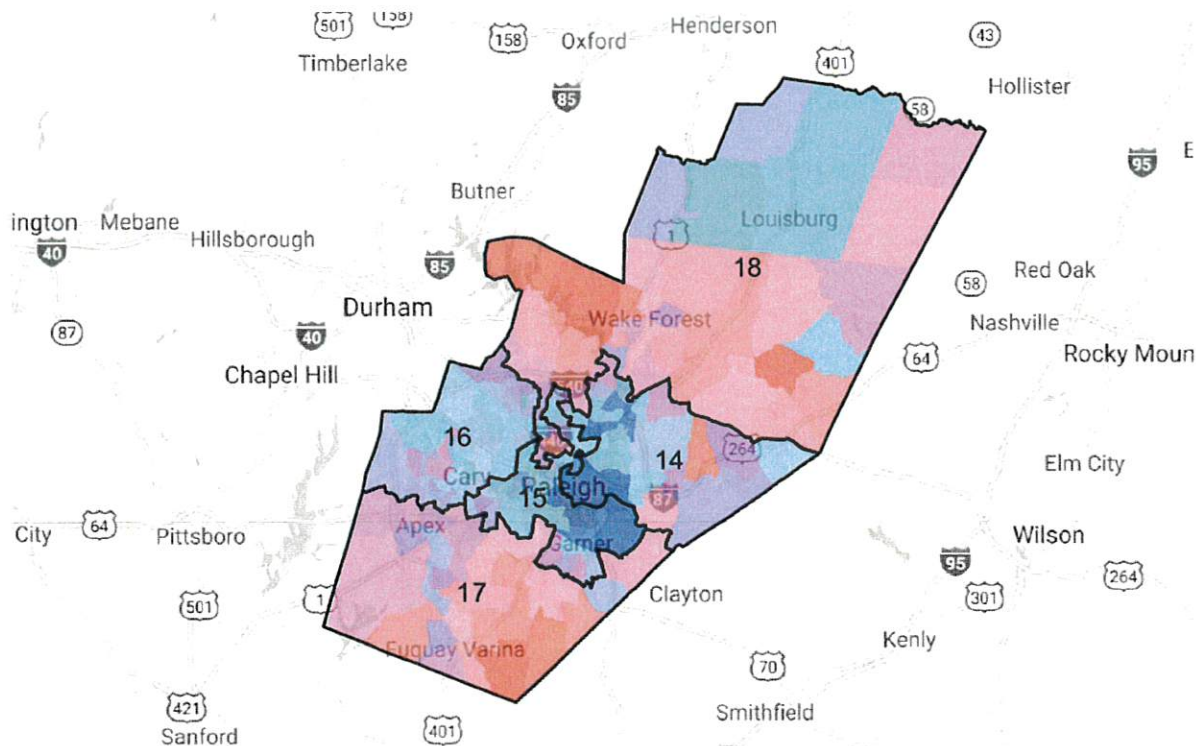 501
158
158
Oxford
Henderson
43
Timberlake
401
Hollister
85
58
95
E
Butner
ington
Mebane
Hillsborough
Louisburg
40
1
85
18
Red Oak
58
Durham
Wake Forest
Nashville
87
40
64
Rocky Moun
Chapel Hill
16
14
264
Cary
Raleigh
Elm City
15
87
City
64
Pittsboro
Apex
Garner
Wilson
95
264
17
1
Clayton
501
301
Fuquay Varina
Kenly
70
421
Smithfield
Sanford
401